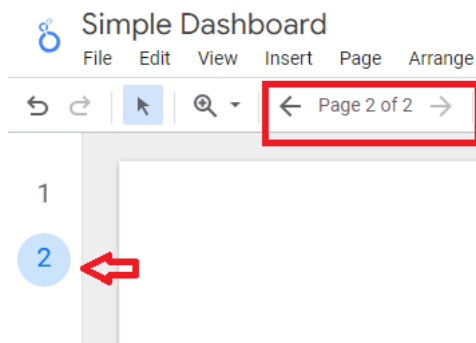 Simple Dashboard
File Edit View Insert Page Arrange
Page 2 of 2
1
2